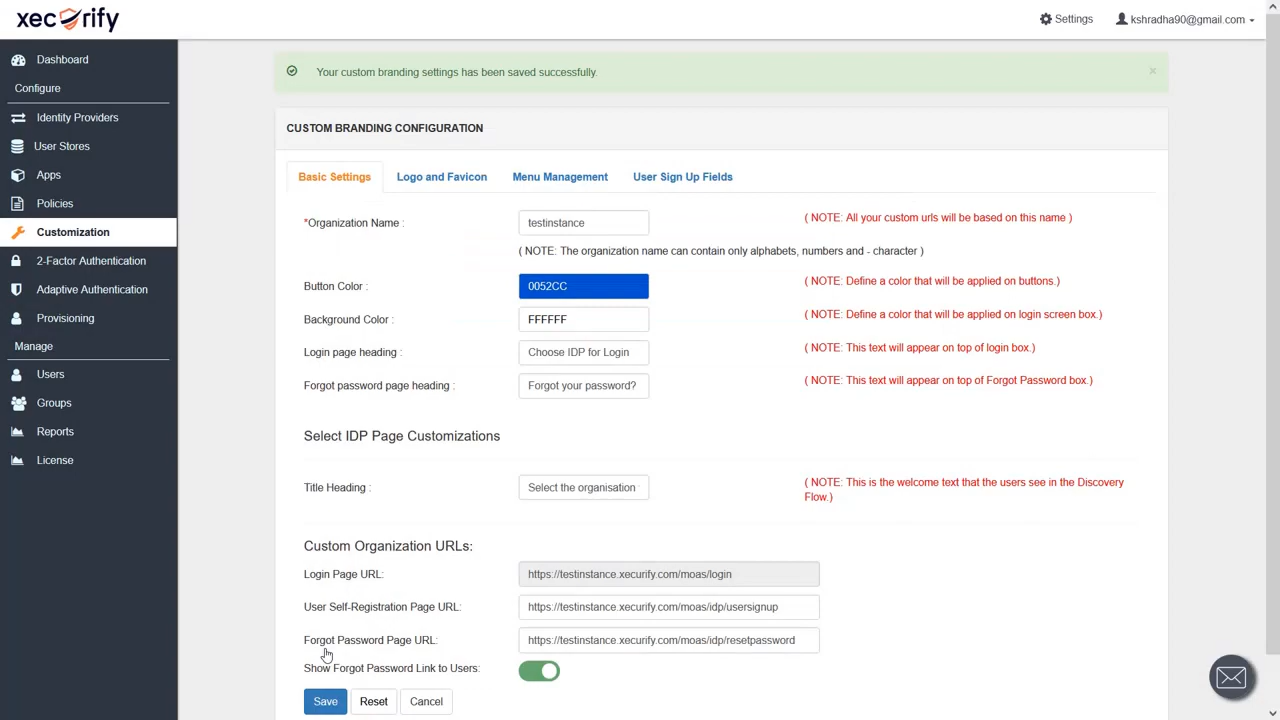 xecurify
Settings
kshradha90@gmail.com
Dashboard
Configure
Identity Providers
User Stores
Apps
Policies
Customization
2-Factor Authentication
Adaptive Authentication
Provisioning
Manage
Users
Groups
Reports
License
Your custom branding settings has been saved successfully.
×
CUSTOM BRANDING CONFIGURATION
Basic Settings Logo and Favicon Menu Management User Sign Up Fields
*Organization Name : testinstance ( NOTE: All your custom urls will be based on this name )
( NOTE: The organization name can contain only alphabets, numbers and - character )
Button Color : 0052CC ( NOTE: Define a color that will be applied on buttons.)
Background Color : FFFFFF ( NOTE: Define a color that will be applied on login screen box.)
Login page heading : Choose IDP for Login ( NOTE: This text will appear on top of login box.)
Forgot password page heading : Forgot your password? ( NOTE: This text will appear on top of Forgot Password box.)
Select IDP Page Customizations
Title Heading : Select the organisation ( NOTE: This is the welcome text that the users see in the Discovery
Flow.)
Custom Organization URLs:
Login Page URL: https://testinstance.xecurify.com/moas/login
User Self-Registration Page URL: https://testinstance.xecurify.com/moas/idp/usersignup
Forgot Password Page URL: https://testinstance.xecurify.com/moas/idp/resetpassword
Show Forgot Password Link to Users:
Save Reset Cancel